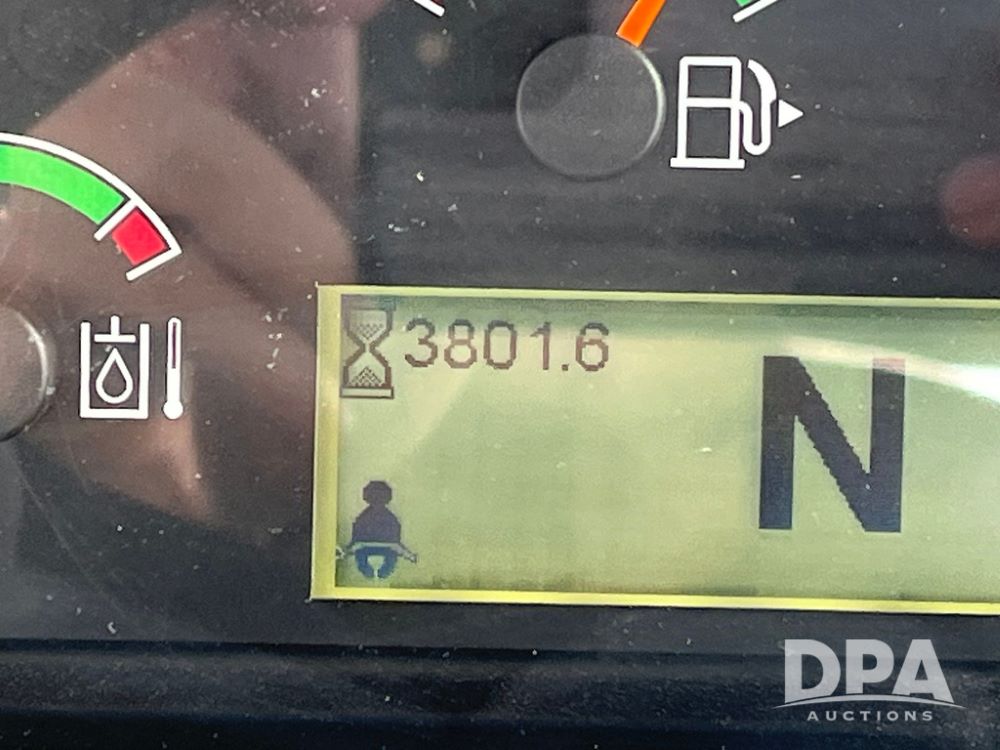 3801.6
N
DPA
AUCTIONS